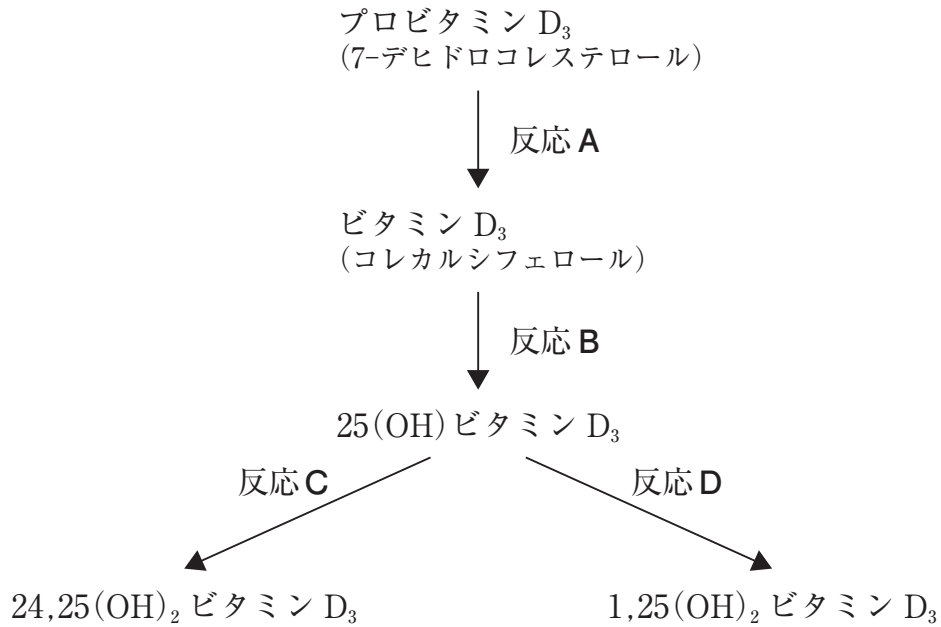 プロビタミン D₃
(7-デヒドロコレステロール)
反応 A
ビタミン D₃
(コレカルシフェロール)
反応 B
25(OH)ビタミン D₃
反応 C
反応 D
24,25(OH)₂ ビタミン D₃
1,25(OH)₂ ビタミン D₃